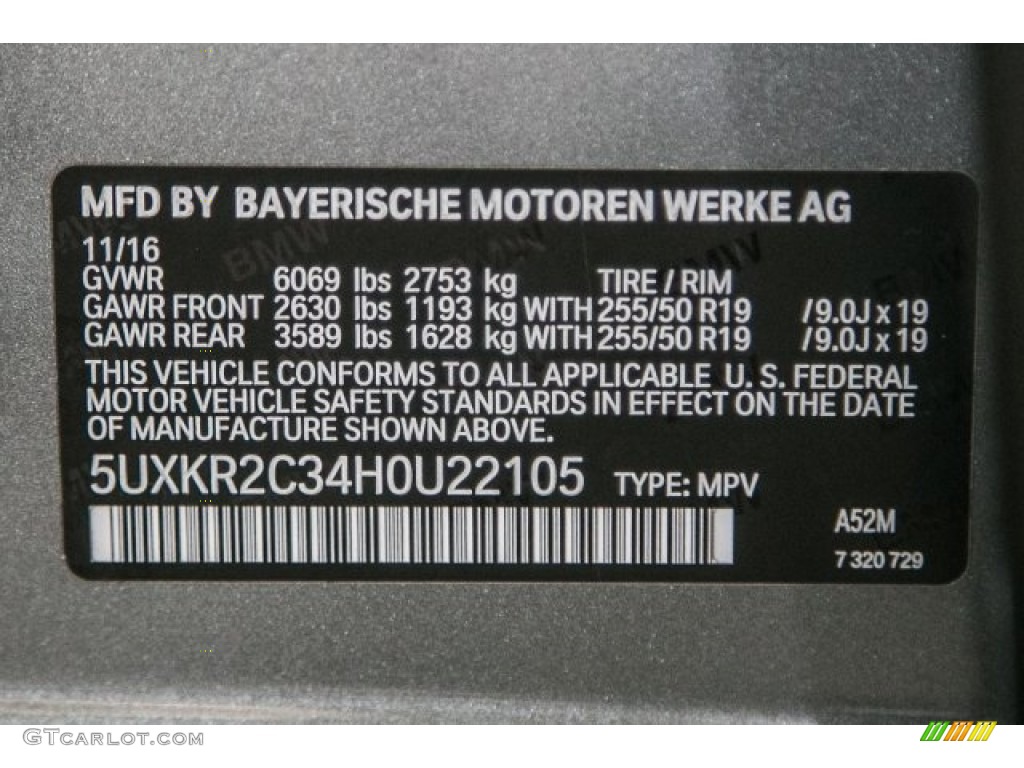 MFD BY BAYERISCHE MOTOREN WERKE AG
11/16
GVWR 6069 lbs 2753 kg TIRE / RIM
GAWR FRONT 2630 lbs 1193 kg WITH 255/50 R19 /9.0J x 19
GAWR REAR 3589 lbs 1628 kg WITH 255/50 R19 /9.0J x 19
THIS VEHICLE CONFORMS TO ALL APPLICABLE U. S. FEDERAL
MOTOR VEHICLE SAFETY STANDARDS IN EFFECT ON THE DATE
OF MANUFACTURE SHOWN ABOVE.
5UXKR2C34H0U22105 TYPE: MPV
A52M
7 320 729
GTCarLot.com